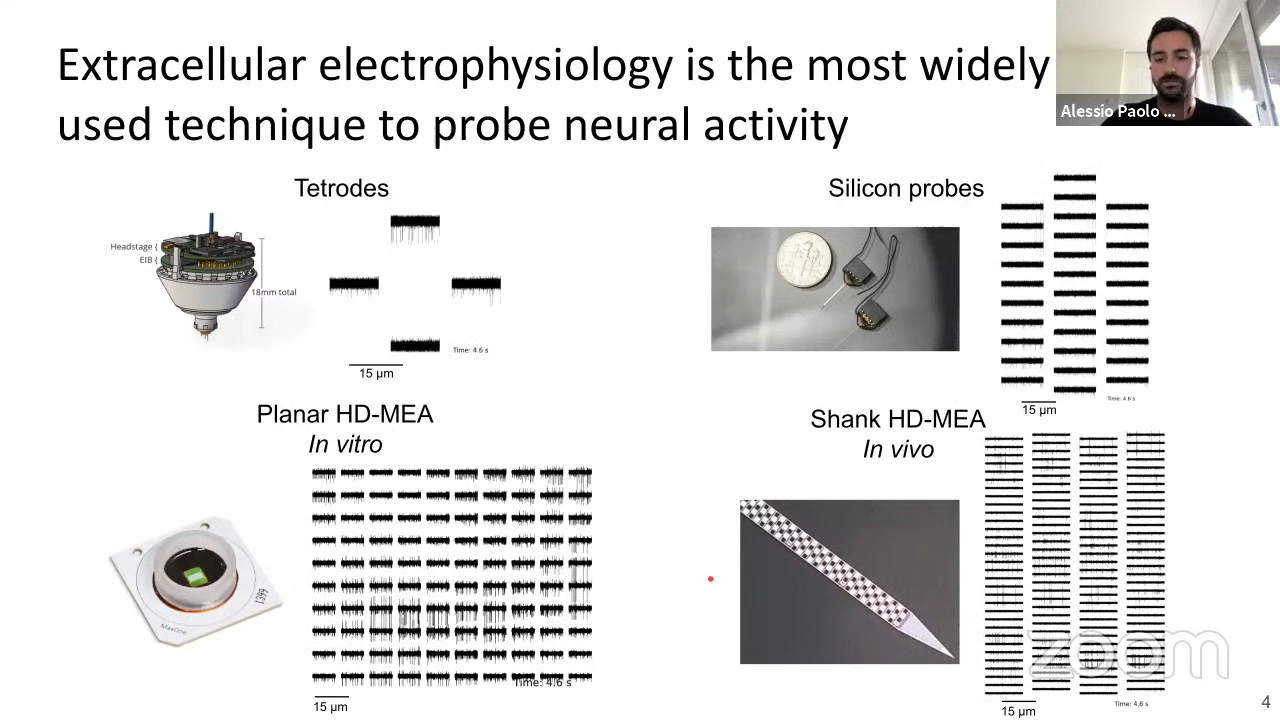 Extracellular electrophysiology is the most widely
used technique to probe neural activity
Alessio Paolo ...
Tetrodes
Headstage {
EIB {
18mm total
Time: 4.6 s
15 µm
Silicon probes
Time: 4.6 s
15 µm
Planar HD-MEA
In vitro
MaxOne
1399
Time: 4.6 s
15 µm
Shank HD-MEA
In vivo
zoom
Time: 4.6 s
15 µm
4